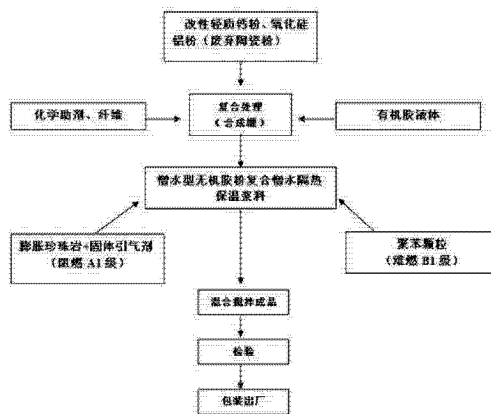 改性轻质钙粉、氧化硅
铝粉（废弃陶瓷粉）
化学助剂、纤维
复合处理
（合成罐）
有机胶液体
憎水型无机胶粉复合憎水隔热
保温浆料
膨胀珍珠岩+固体引气剂
（阻燃 A1 级）
聚苯颗粒
（难燃 B1 级）
混合搅拌成品
检验
包装出厂